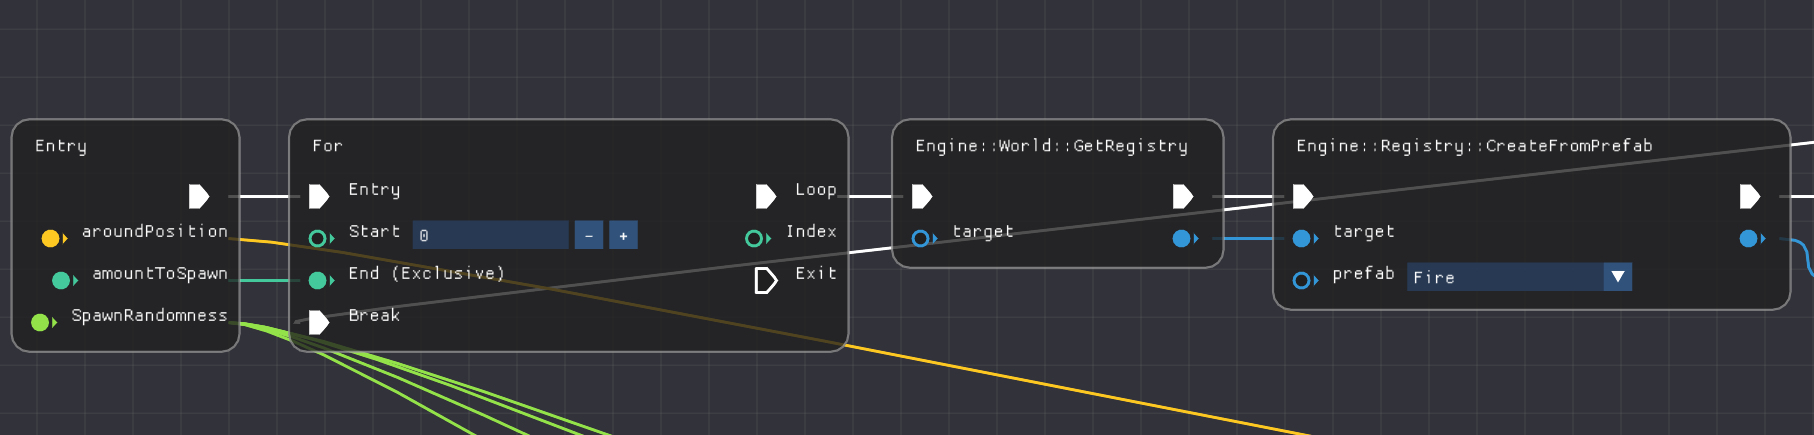 Entry
aroundPosition
amountToSpawn
SpawnRandomness
For
Entry
Start 0 - +
End (Exclusive)
Break
Loop
Index
Exit
Engine::World::GetRegistry
target
Engine::Registry::CreateFromPrefab
target
prefab Fire